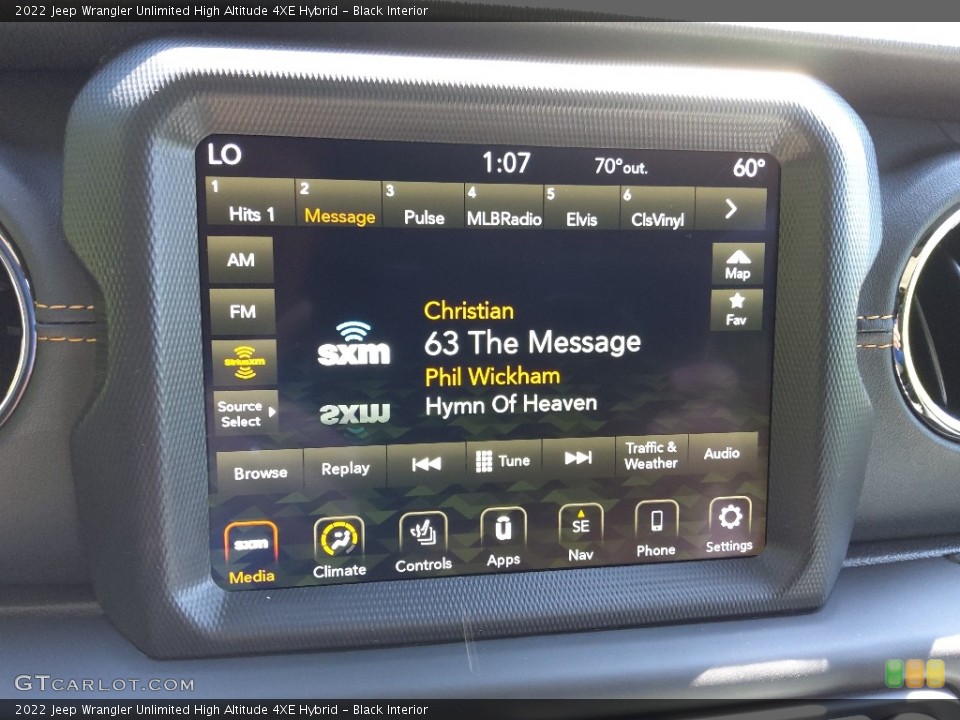 2022 Jeep Wrangler Unlimited High Altitude 4XE Hybrid - Black Interior
LO 1:07 70°out. 60°
1 Hits 1 2 Message 3 Pulse 4 MLBRadio 5 Elvis 6 ClsVinyl
AM
Map
FM
Fav
SiriusXM
Source
Select
sxm
sxm
Christian
63 The Message
Phil Wickham
Hymn Of Heaven
Browse Replay Tune Traffic & Weather Audio
sxm SE
Media Climate Controls Apps Nav Phone Settings
GTCARLOT.COM
2022 Jeep Wrangler Unlimited High Altitude 4XE Hybrid - Black Interior